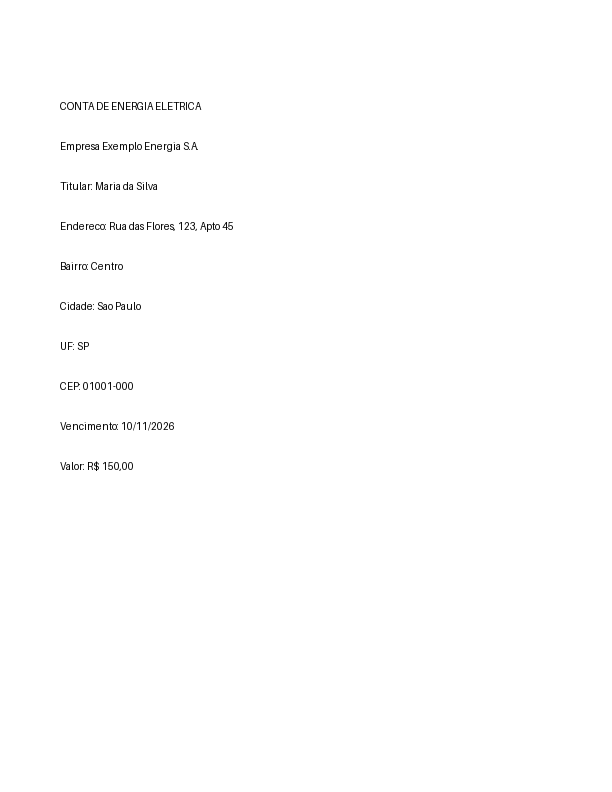 CONTA DE ENERGIA ELETRICA
Empresa Exemplo Energia S.A.
Titular: Maria da Silva
Endereco: Rua das Flores, 123, Apto 45
Bairro: Centro
Cidade: Sao Paulo
UF: SP
CEP: 01001-000
Vencimento: 10/11/2026
Valor: R$ 150,00